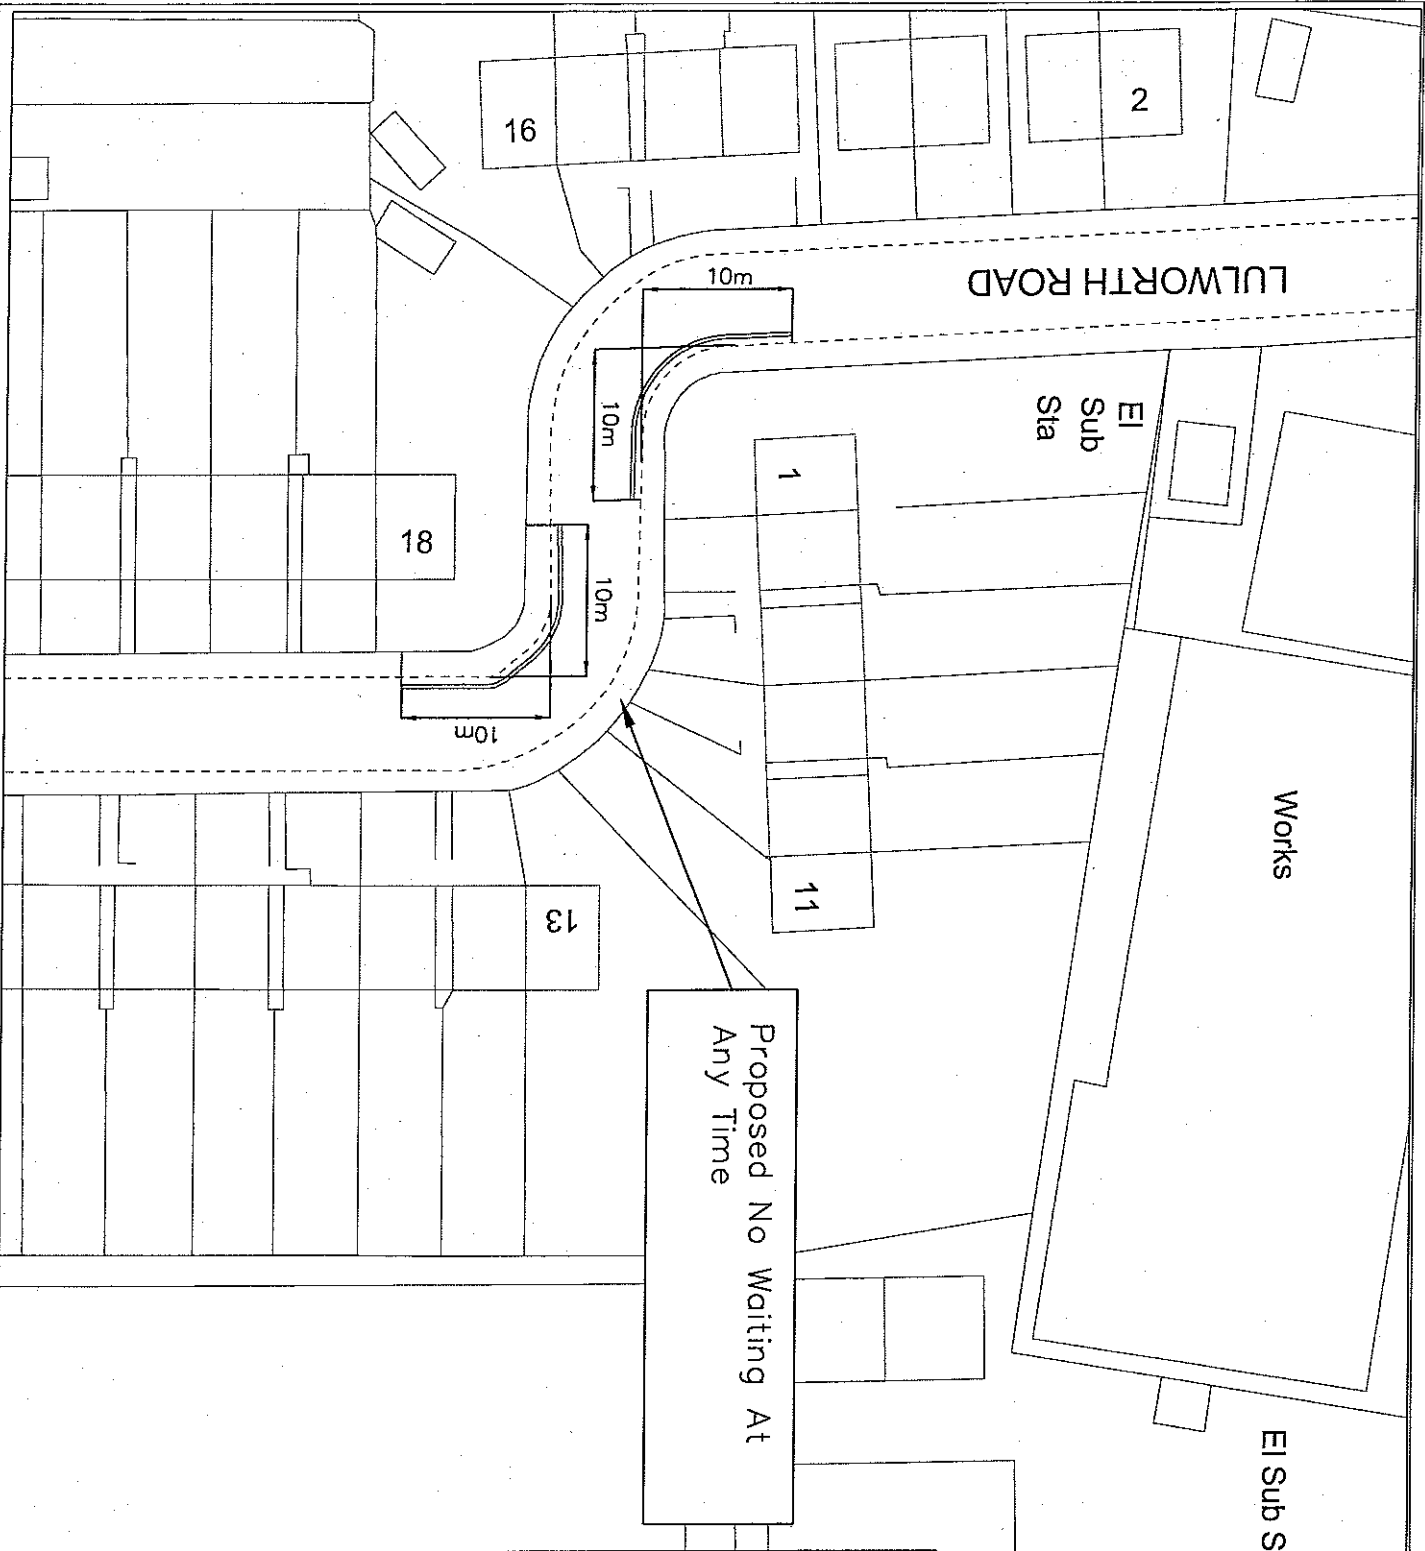 16
2
LULWORTH ROAD
10m
10m
El
Sub
Sta
1
18
10m
10m
Works
11
13
Proposed No Waiting At
Any Time
El Sub S